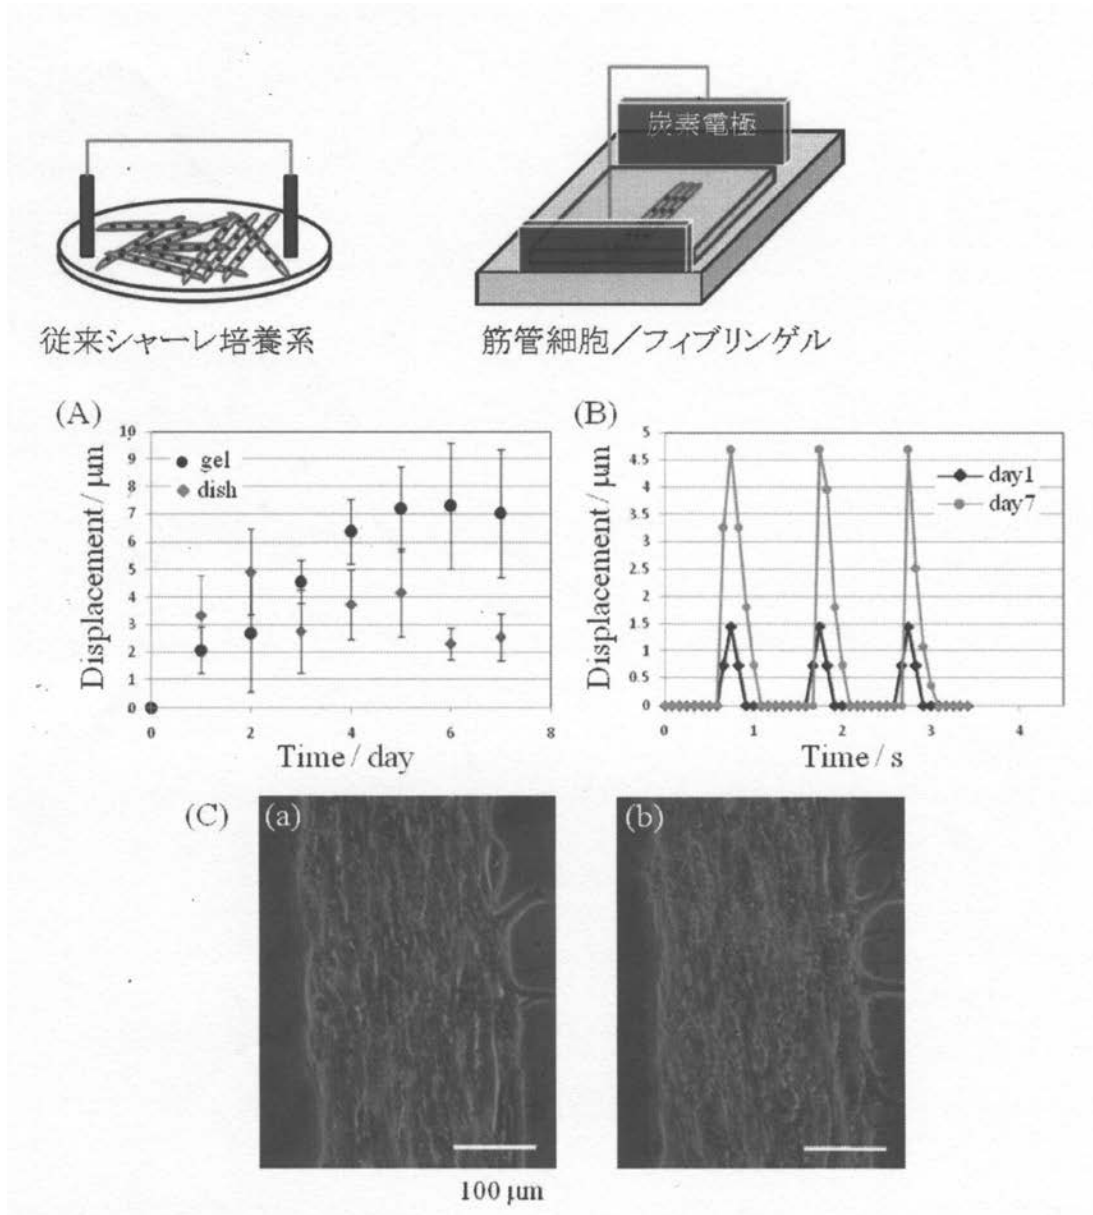 炭素電極
従来シャーレ培養系
筋管細胞/フィブリンゲル
(A)
10
9
8
7
6
5
4
3
2
1
0
gel
dish
Displacement / μm
0
2
4
6
8
Time / day
(B)
5
4.5
4
3.5
3
2.5
2
1.5
1
0.5
0
day1
day7
Displacement / μm
0
1
2
3
4
Time / s
(C)
(a)
(b)
100 μm